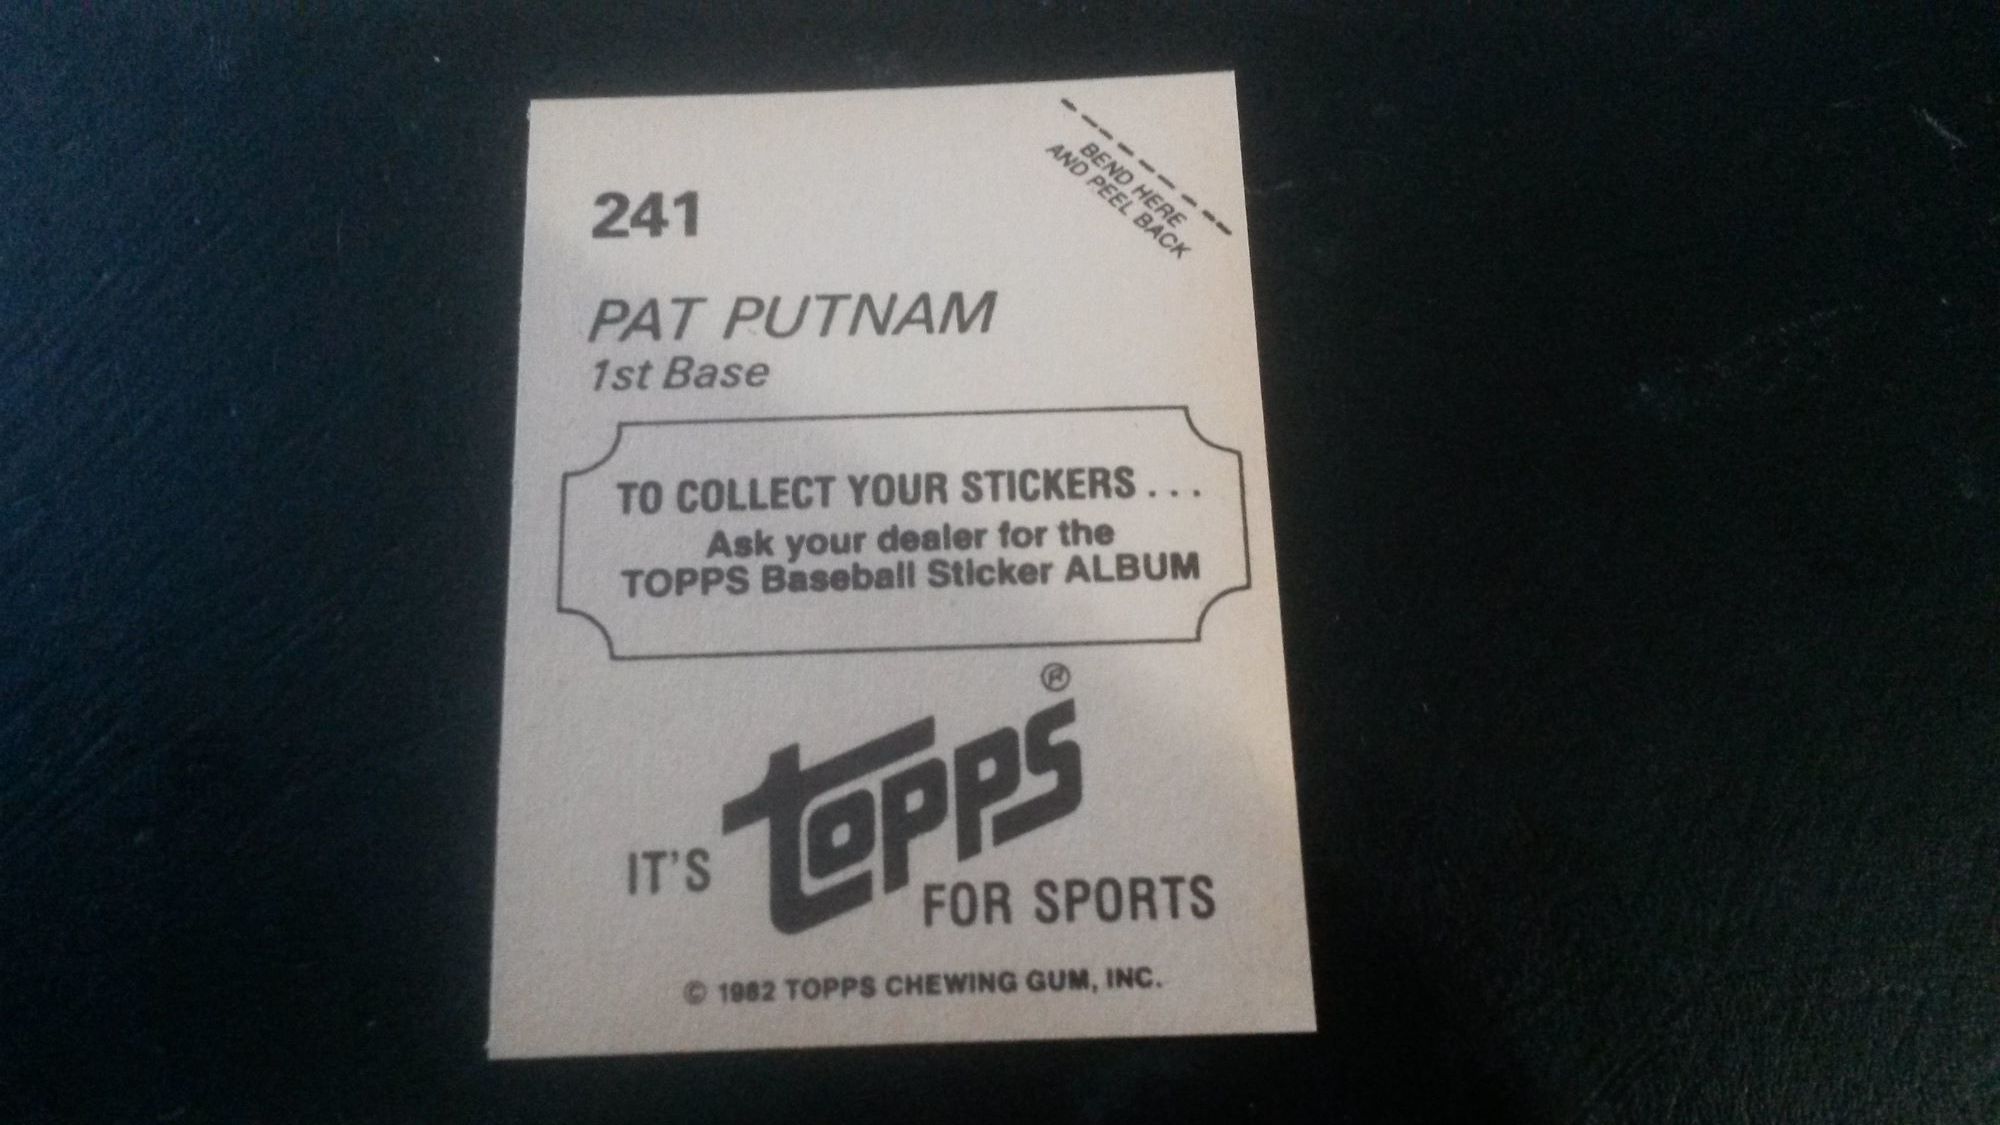 241
BEND HERE
AND PEEL BACK
PAT PUTNAM
1st Base
TO COLLECT YOUR STICKERS...
Ask your dealer for the
TOPPS Baseball Sticker ALBUM
IT'S TOPPS® FOR SPORTS
© 1982 TOPPS CHEWING GUM, INC.